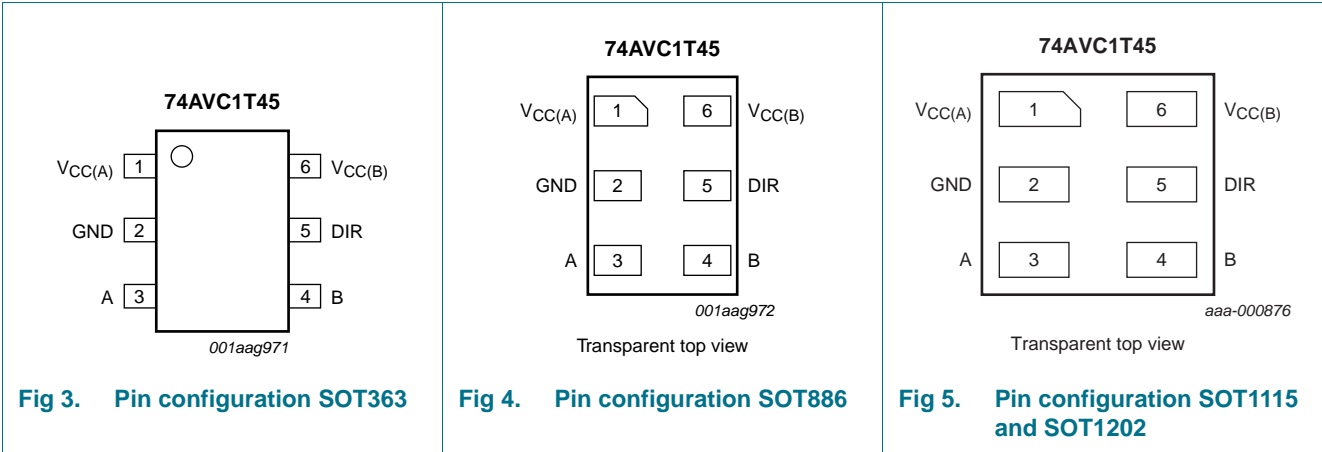 74AVC1T45
VCC(A) 1 6 VCC(B)
GND 2 5 DIR
A 3 4 B
001aag971
Fig 3. Pin configuration SOT363
74AVC1T45
VCC(A) 1 6 VCC(B)
GND 2 5 DIR
A 3 4 B
001aag972
Transparent top view
Fig 4. Pin configuration SOT886
74AVC1T45
VCC(A) 1 6 VCC(B)
GND 2 5 DIR
A 3 4 B
aaa-000876
Transparent top view
Fig 5. Pin configuration SOT1115
and SOT1202